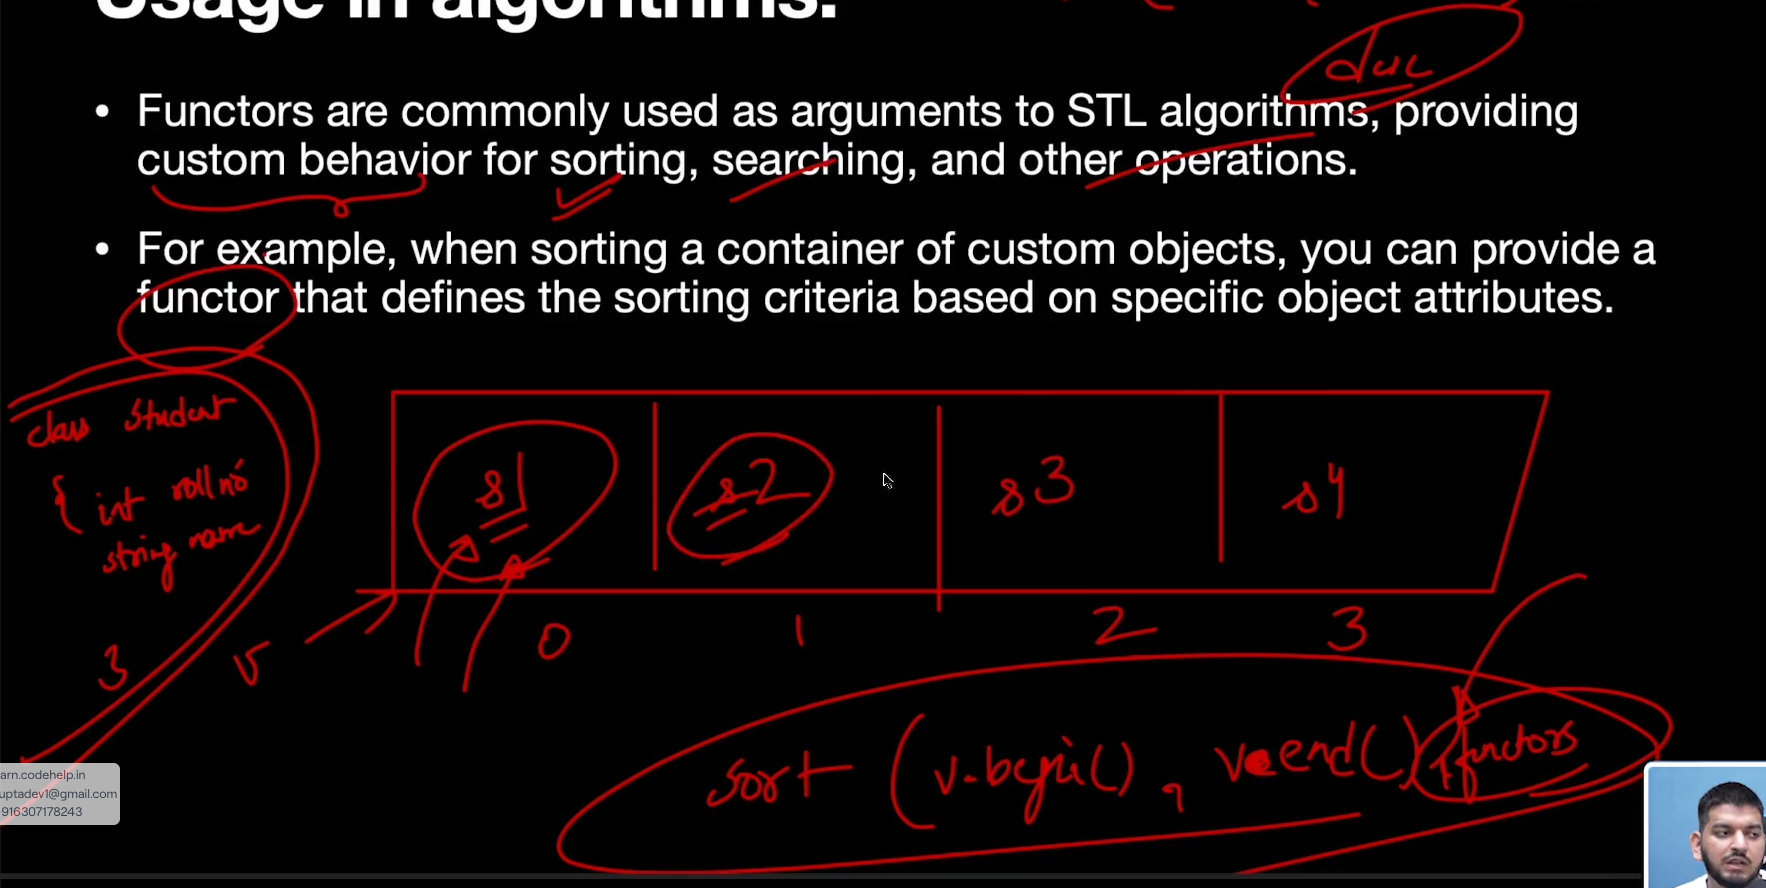 Usage in algorithms:
desc
• Functors are commonly used as arguments to STL algorithms, providing
custom behavior for sorting, searching, and other operations.
• For example, when sorting a container of custom objects, you can provide a
functor that defines the sorting criteria based on specific object attributes.
class Student
{ int roll no
string name
}
s1 s2 s3 s4
v 0 1 2 3
sort (v.begin(), v.end(), functors
arn.codehelp.in
uptadev1@gmail.com
916307178243